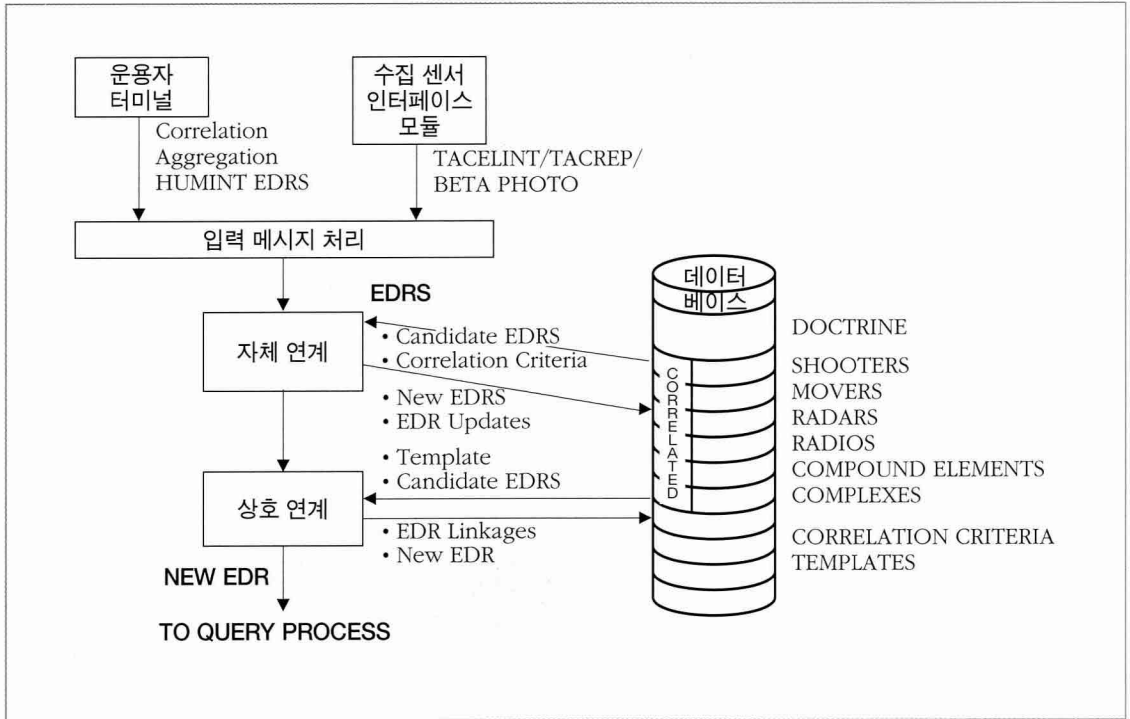 운용자
터미널
수집 센서
인터페이스
모듈
Correlation
Aggregation
HUMINT EDRS
TACELINT/TACREP/
BETA PHOTO
입력 메시지 처리
EDRS
자체 연계
• Candidate EDRS
• Correlation Criteria
• New EDRS
• EDR Updates
• Template
• Candidate EDRS
상호 연계
• EDR Linkages
• New EDR
NEW EDR
TO QUERY PROCESS
데이터
베이스
CORRELATED
DOCTRINE
SHOOTERS
MOVERS
RADARS
RADIOS
COMPOUND ELEMENTS
COMPLEXES
CORRELATION CRITERIA
TEMPLATES